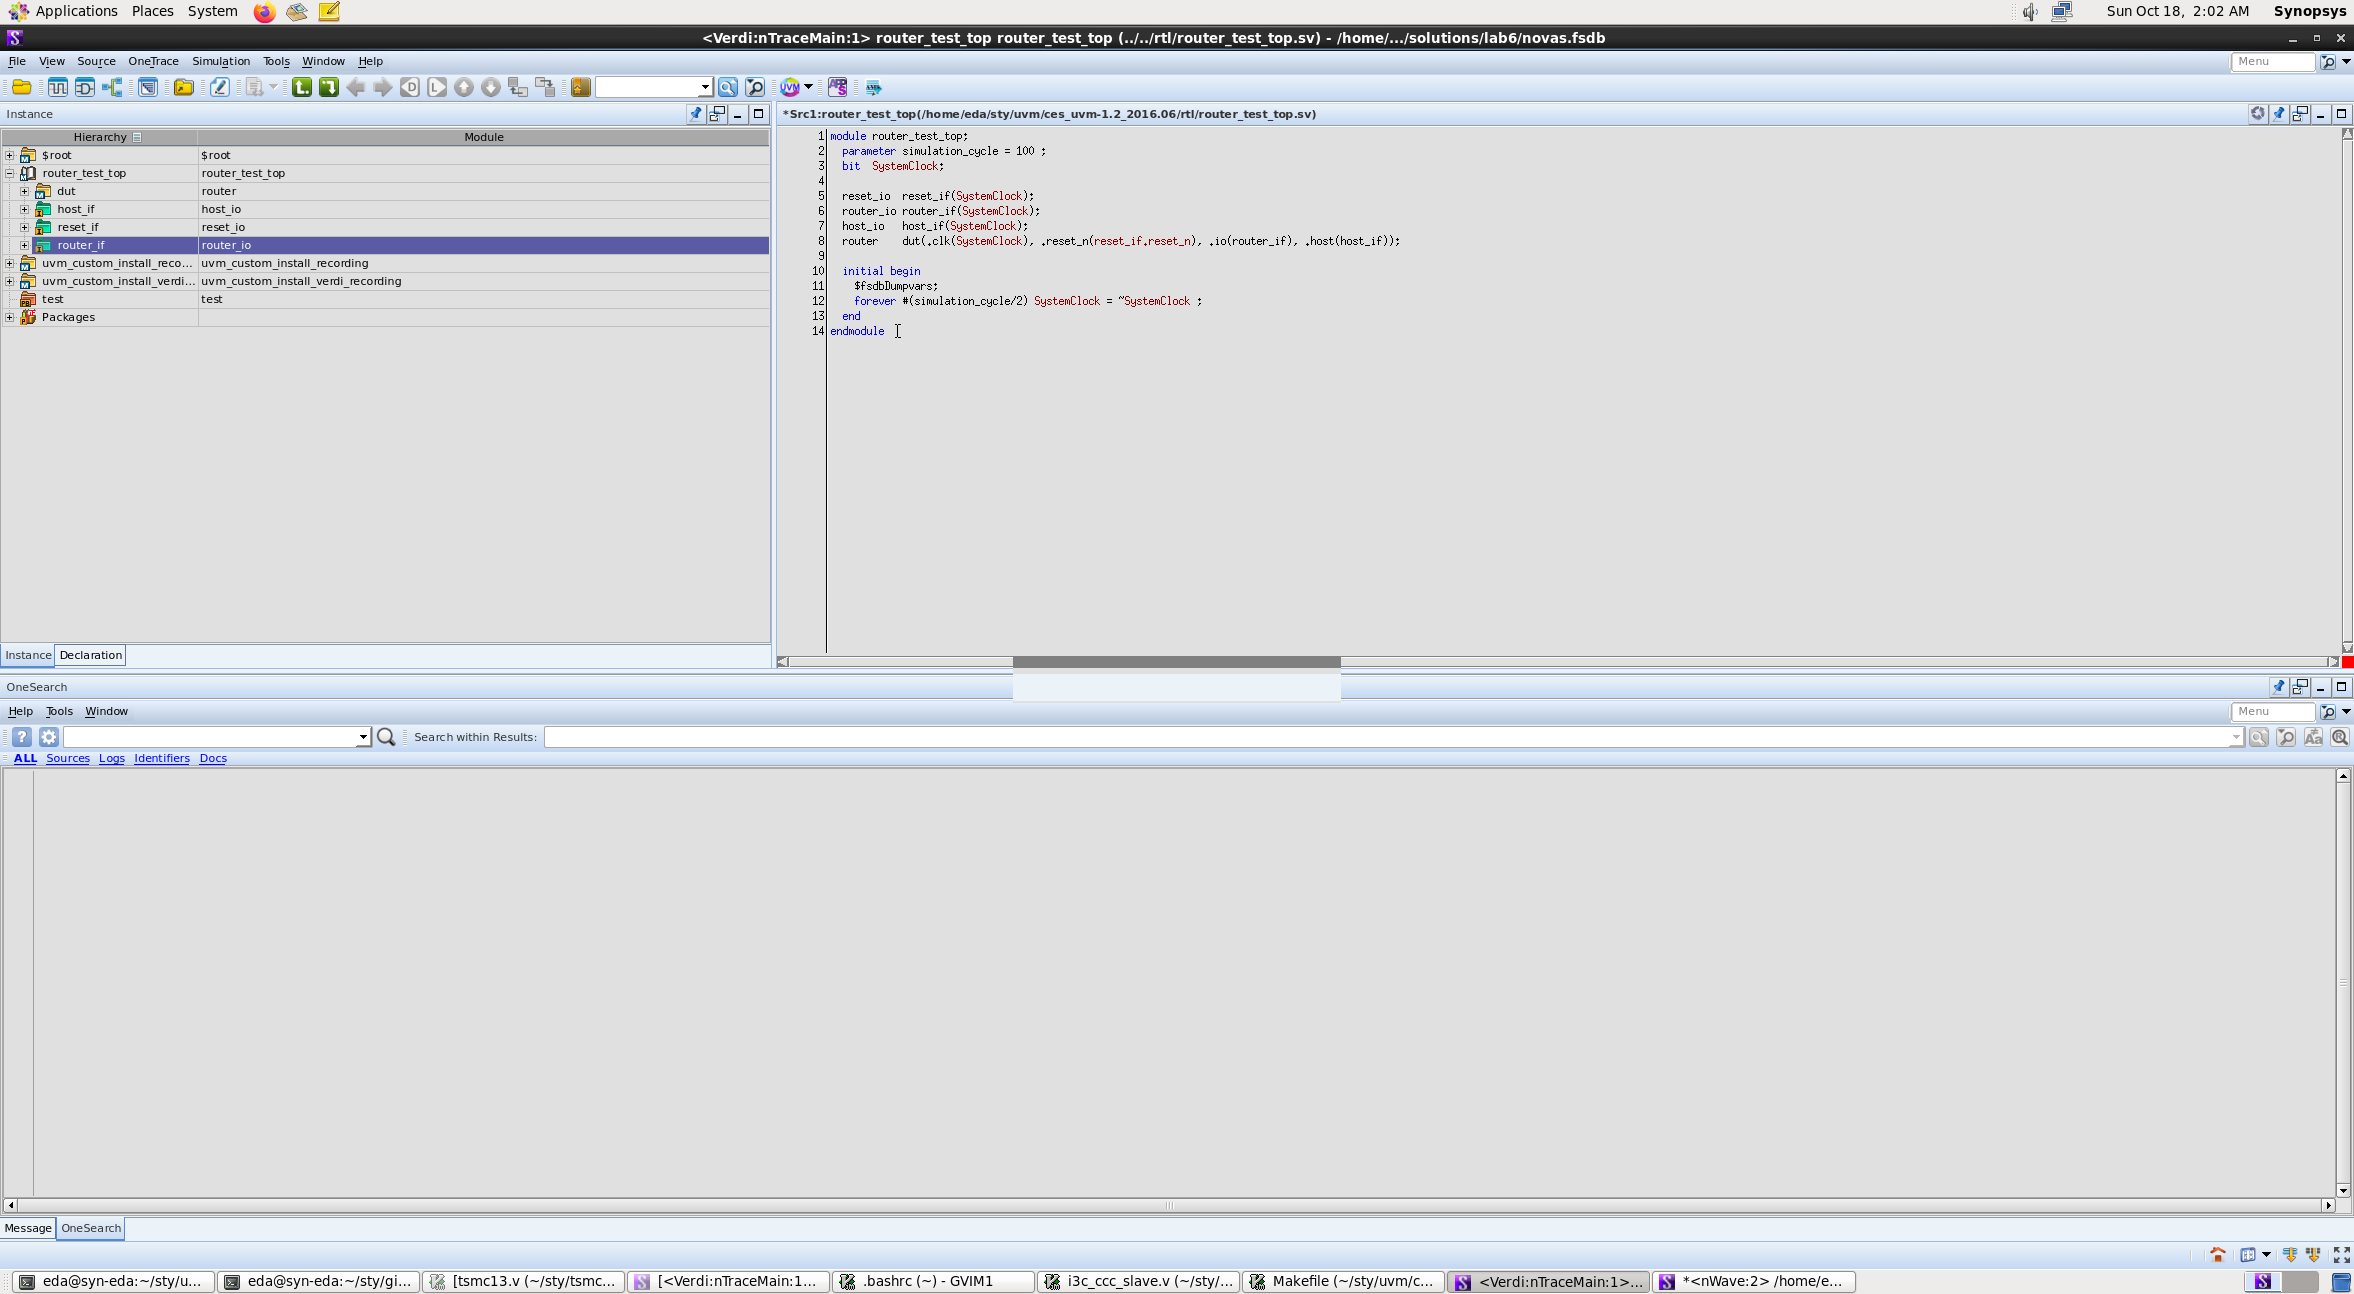 Applications Places System
Sun Oct 18, 2:02 AM Synopsys
<Verdi:nTraceMain:1> router_test_top router_test_top (../../rtl/router_test_top.sv) - /home/.../solutions/lab6/novas.fsdb
File View Source OneTrace Simulation Tools Window Help
Menu
Instance
Hierarchy Module
$root $root
router_test_top router_test_top
dut router
host_if host_io
reset_if reset_io
router_if router_io
uvm_custom_install_reco... uvm_custom_install_recording
uvm_custom_install_verdi... uvm_custom_install_verdi_recording
test test
Packages
Instance Declaration
*Src1:router_test_top(/home/eda/sty/uvm/ces_uvm-1.2_2016.06/rtl/router_test_top.sv)
1 module router_test_top;
2 parameter simulation_cycle = 100 ;
3 bit SystemClock;
4
5 reset_io reset_if(SystemClock);
6 router_io router_if(SystemClock);
7 host_io host_if(SystemClock);
8 router dut(.clk(SystemClock), .reset_n(reset_if.reset_n), .io(router_if), .host(host_if));
9
10 initial begin
11 $fsdbDumpvars;
12 forever #(simulation_cycle/2) SystemClock = ~SystemClock ;
13 end
14 endmodule
OneSearch
Help Tools Window
Menu
Search within Results:
ALL Sources Logs Identifiers Docs
Message OneSearch
eda@syn-eda:~/sty/u... eda@syn-eda:~/sty/gi... [tsmc13.v (~/sty/tsmc... [<Verdi:nTraceMain:1... .bashrc (~) - GVIM1 i3c_ccc_slave.v (~/sty/... Makefile (~/sty/uvm/c... <Verdi:nTraceMain:1>... *<nWave:2> /home/e...